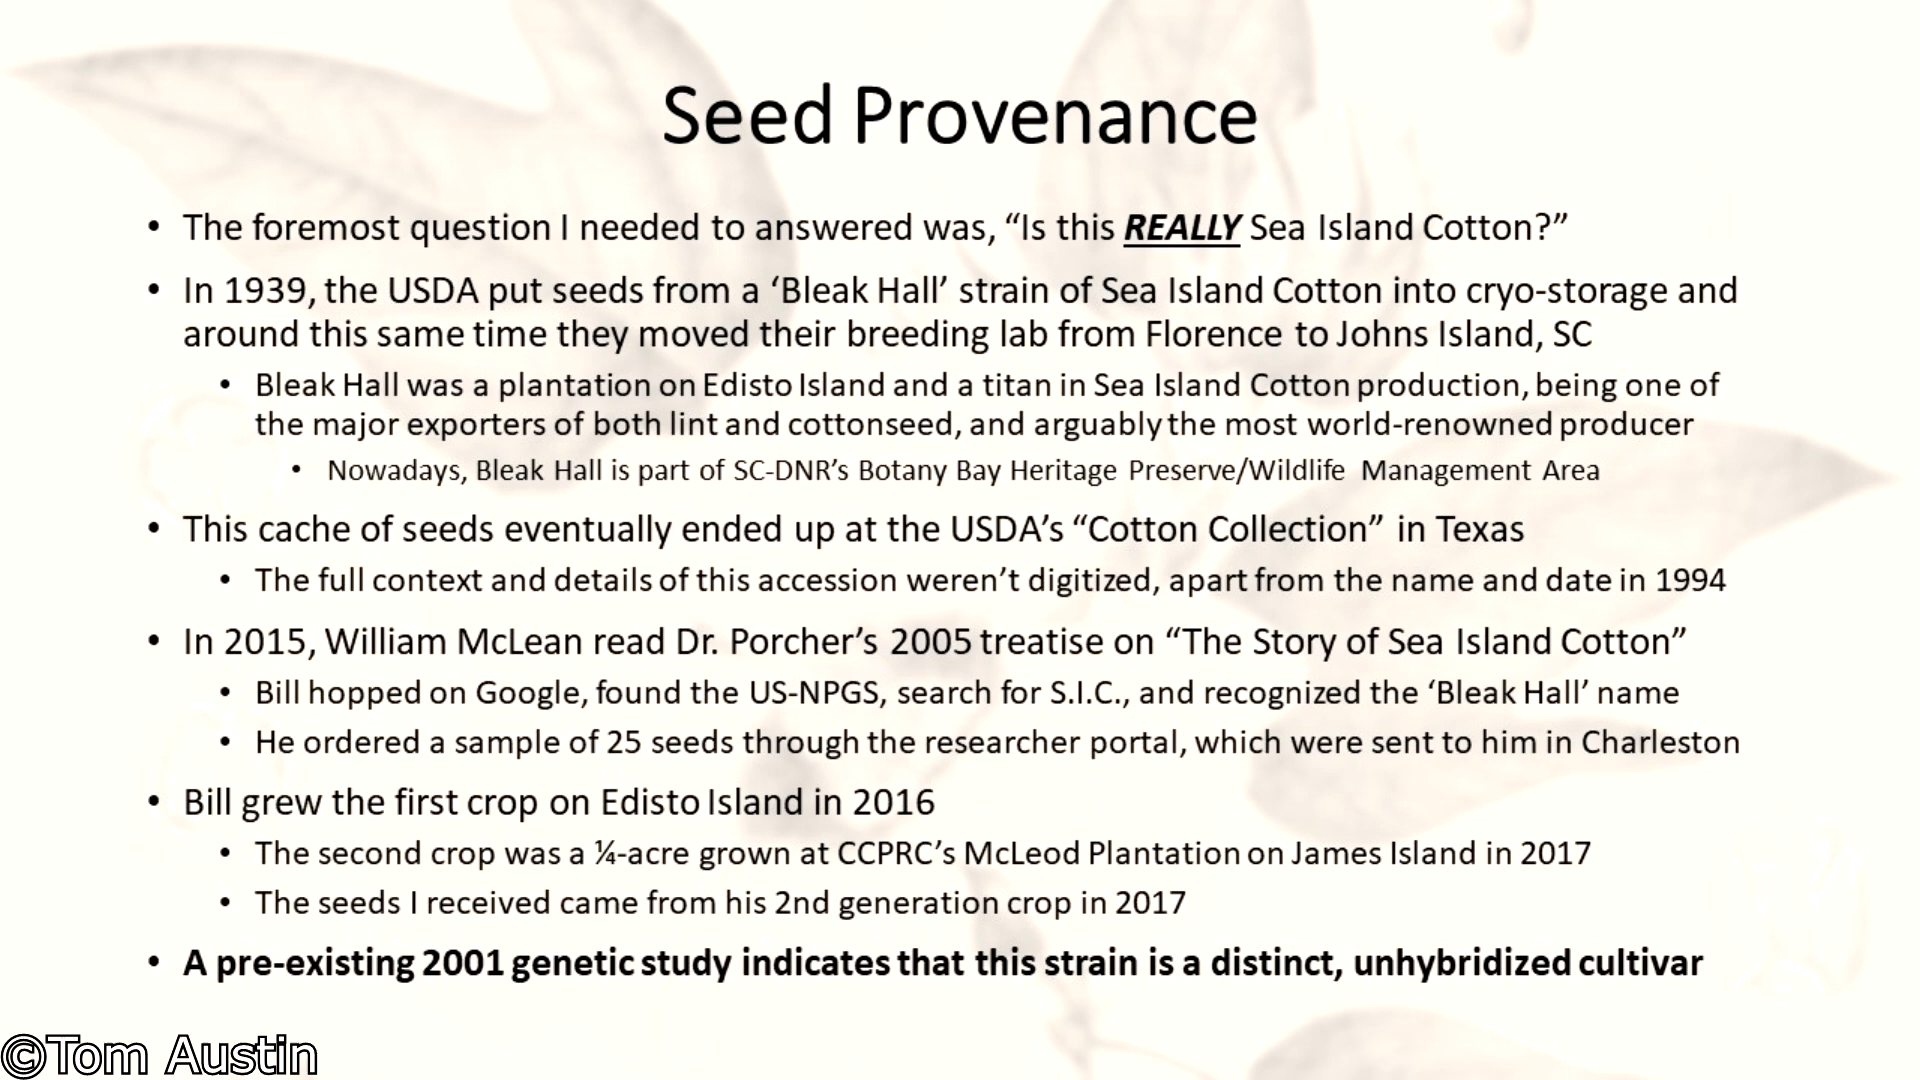 Seed Provenance
• The foremost question I needed to answered was, “Is this REALLY Sea Island Cotton?”
• In 1939, the USDA put seeds from a ‘Bleak Hall’ strain of Sea Island Cotton into cryo-storage and
around this same time they moved their breeding lab from Florence to Johns Island, SC
• Bleak Hall was a plantation on Edisto Island and a titan in Sea Island Cotton production, being one of
the major exporters of both lint and cottonseed, and arguably the most world-renowned producer
• Nowadays, Bleak Hall is part of SC-DNR’s Botany Bay Heritage Preserve/Wildlife Management Area
• This cache of seeds eventually ended up at the USDA’s “Cotton Collection” in Texas
• The full context and details of this accession weren’t digitized, apart from the name and date in 1994
• In 2015, William McLean read Dr. Porcher’s 2005 treatise on “The Story of Sea Island Cotton”
• Bill hopped on Google, found the US-NPGS, search for S.I.C., and recognized the ‘Bleak Hall’ name
• He ordered a sample of 25 seeds through the researcher portal, which were sent to him in Charleston
• Bill grew the first crop on Edisto Island in 2016
• The second crop was a ¼-acre grown at CCPRC’s McLeod Plantation on James Island in 2017
• The seeds I received came from his 2nd generation crop in 2017
• A pre-existing 2001 genetic study indicates that this strain is a distinct, unhybridized cultivar
©Tom Austin